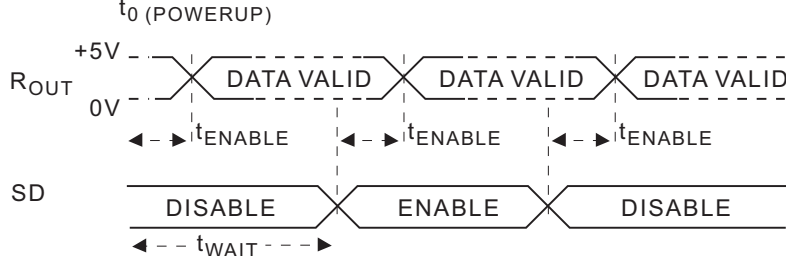 t0 (POWERUP)
+5V
ROUT
DATA VALID DATA VALID DATA VALID
0V
tENABLE tENABLE tENABLE
SD
DISABLE ENABLE DISABLE
tWAIT